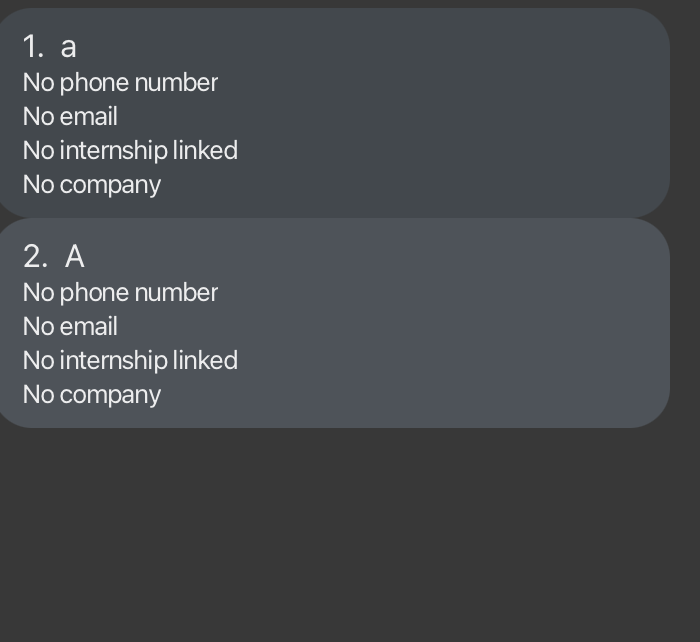 1. a
No phone number
No email
No internship linked
No company
2. A
No phone number
No email
No internship linked
No company